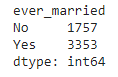 ever_married
No     1757
Yes    3353
dtype: int64